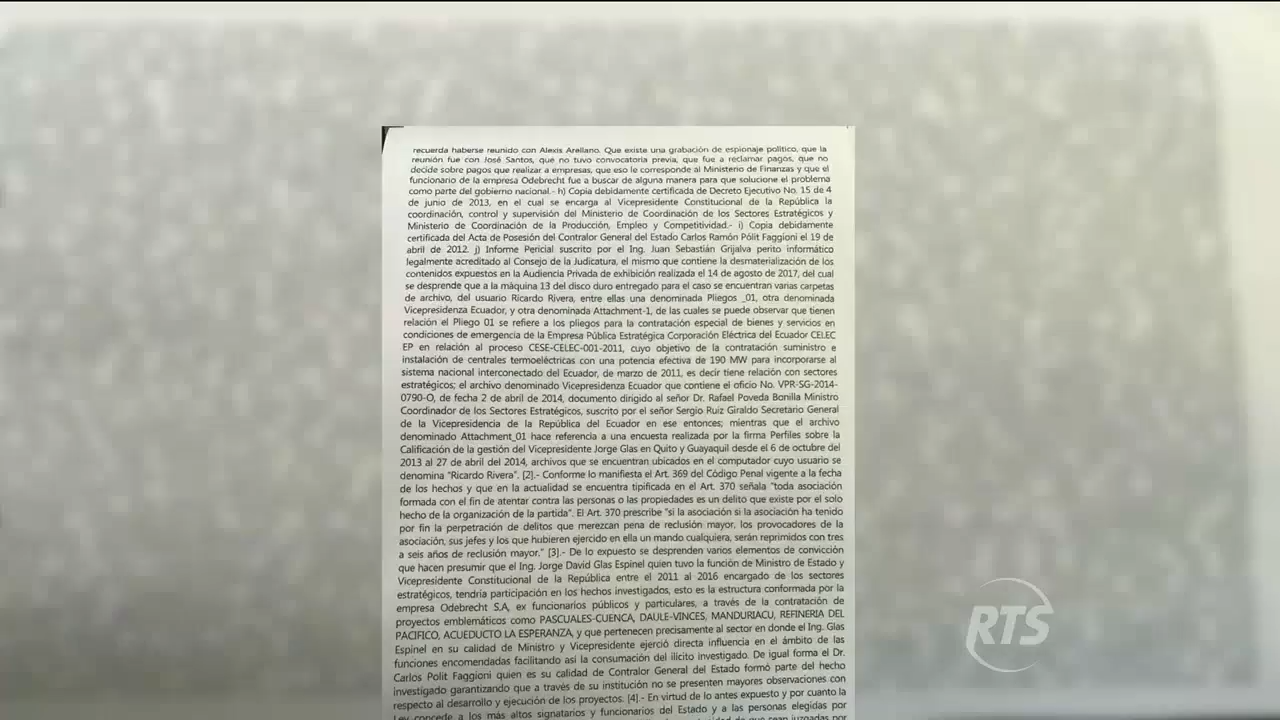 recuerda haberse reunido con Alexis Arellano. Que existe una grabación de espionaje político, que la
reunión fue con José Santos, que no tuvo convocatoria previa, que fue a reclamar pagos, que no
decide sobre pagos que realizar a empresas, que eso le corresponde al Ministerio de Finanzas y que el
funcionario de la empresa Odebrecht fue a buscar de alguna manera para que solucione el problema
como parte del gobierno nacional.- h) Copia debidamente certificada de Decreto Ejecutivo No. 15 de 4
de junio de 2013, en el cual se encarga al Vicepresidente Constitucional de la República la
coordinación, control y supervisión del Ministerio de Coordinación de los Sectores Estratégicos y
Ministerio de Coordinación de la Producción, Empleo y Competitividad.- i) Copia debidamente
certificada del Acta de Posesión del Contralor General del Estado Carlos Ramón Pólit Faggioni el 19 de
abril de 2012. j) Informe Pericial suscrito por el Ing. Juan Sebastián Grijalva perito informático
legalmente acreditado al Consejo de la Judicatura, el mismo que contiene la desmaterialización de los
contenidos expuestos en la Audiencia Privada de exhibición realizada el 14 de agosto de 2017, del cual
se desprende que a la máquina 13 del disco duro entregado para el caso se encuentran varias carpetas
de archivo, del usuario Ricardo Rivera, entre ellas una denominada Pliegos _01, otra denominada
Vicepresidenza Ecuador, y otra denominada Attachment-1, de las cuales se puede observar que tienen
relación el Pliego 01 se refiere a los pliegos para la contratación especial de bienes y servicios en
condiciones de emergencia de la Empresa Pública Estratégica Corporación Eléctrica del Ecuador CELEC
EP en relación al proceso CESE-CELEC-001-2011, cuyo objetivo de la contratación suministro e
instalación de centrales termoeléctricas con una potencia efectiva de 190 MW para incorporarse al
sistema nacional interconectado del Ecuador, de marzo de 2011, es decir tiene relación con sectores
estratégicos; el archivo denominado Vicepresidenza Ecuador que contiene el oficio No. VPR-SG-2014-
0790-O, de fecha 2 de abril de 2014, documento dirigido al señor Dr. Rafael Poveda Bonilla Ministro
Coordinador de los Sectores Estratégicos, suscrito por el señor Sergio Ruiz Giraldo Secretario General
de la Vicepresidencia de la República del Ecuador en ese entonces; mientras que el archivo
denominado Attachment_01 hace referencia a una encuesta realizada por la firma Perfiles sobre la
Calificación de la gestión del Vicepresidente Jorge Glas en Quito y Guayaquil desde el 6 de octubre del
2013 al 27 de abril del 2014, archivos que se encuentran ubicados en el computador cuyo usuario se
denomina "Ricardo Rivera". [2].- Conforme lo manifiesta el Art. 369 del Código Penal vigente a la fecha
de los hechos y que en la actualidad se encuentra tipificada en el Art. 370 señala "toda asociación
formada con el fin de atentar contra las personas o las propiedades es un delito que existe por el solo
hecho de la organización de la partida". El Art. 370 prescribe "si la asociación si la asociación ha tenido
por fin la perpetración de delitos que merezcan pena de reclusión mayor, los provocadores de la
asociación, sus jefes y los que hubieren ejercido en ella un mando cualquiera, serán reprimidos con tres
a seis años de reclusión mayor." [3].- De lo expuesto se desprenden varios elementos de convicción
que hacen presumir que el Ing. Jorge David Glas Espinel quien tuvo la función de Ministro de Estado y
Vicepresidente Constitucional de la República entre el 2011 al 2016 encargado de los sectores
estratégicos, tendría participación en los hechos investigados, esto es la estructura conformada por la
empresa Odebrecht S.A, ex funcionarios públicos y particulares, a través de la contratación de
proyectos emblemáticos como PASCUALES-CUENCA, DAULE-VINCES, MANDURIACU, REFINERIA DEL
PACIFICO, ACUEDUCTO LA ESPERANZA, y que pertenecen precisamente al sector en donde el Ing. Glas
Espinel en su calidad de Ministro y Vicepresidente ejerció directa influencia en el ámbito de las
funciones encomendadas facilitando así la consumación del ilícito investigado. De igual forma el Dr.
Carlos Polit Faggioni quien es su calidad de Contralor General del Estado formó parte del hecho
investigado garantizando que a través de su institución no se presenten mayores observaciones con
respecto al desarrollo y ejecución de los proyectos. [4].- En virtud de lo antes expuesto y por cuanto la
Ley concede a los más altos signatarios y funcionarios del Estado y a las personas elegidas por
que sean juzgadas por
RTS